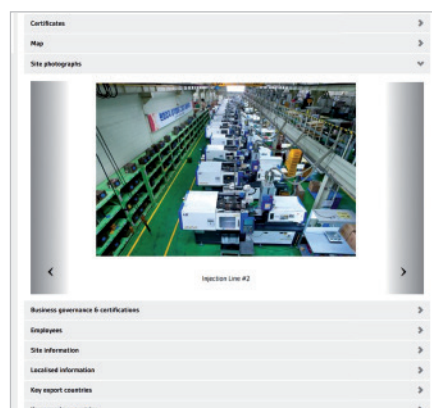 Certificates
Map
Site photographs
Injection Line #2
Business governance & certifications
Employees
Site information
Localised information
Key export countries